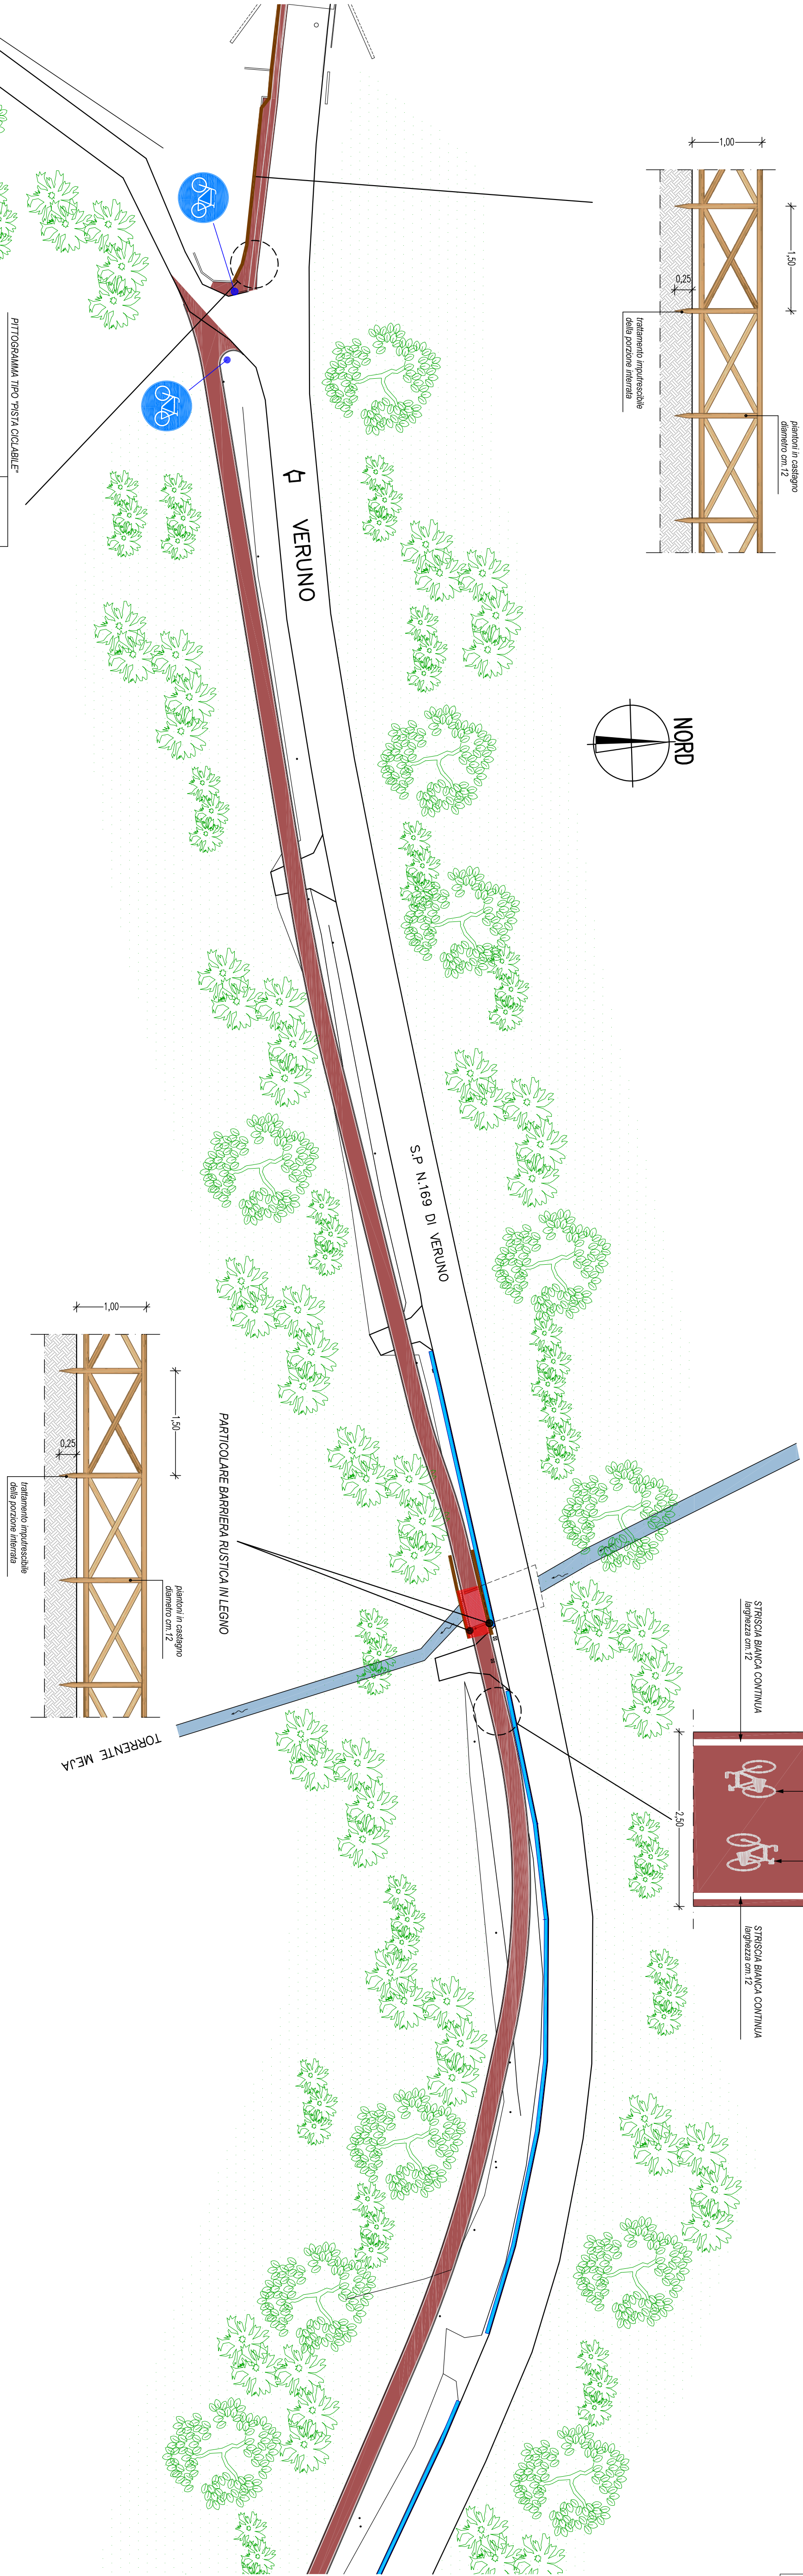 1,00
1,50
0,25
piantoni in castagno
diametro cm.12
trattamento imputrescibile
della porzione interrata
PITTOGRAMMA TIPO "PISTA CICLABILE"
VERUNO
NORD
S.P N.169 DI VERUNO
1,00
1,50
0,25
piantoni in castagno
diametro cm.12
trattamento imputrescibile
della porzione interrata
PARTICOLARE BARRIERA RUSTICA IN LEGNO
TORRENTE MEJA
STRISCIA BIANCA CONTINUA
larghezza cm.12
2,50
STRISCIA BIANCA CONTINUA
larghezza cm.12